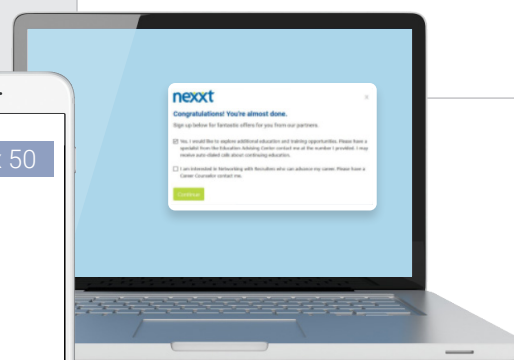 50
nexxt
Congratulations! You're almost done.
Sign up below for fantastic offers for you from our partners.
Yes, I would like to explore additional education and training opportunities. Please have a
specialist from the Education Advising Center contact me at the number I provided. I may
receive auto-dialed calls about continuing education.
I am interested in Networking with Recruiters who can advance my career. Please have a
Career Counselor contact me.
Continue